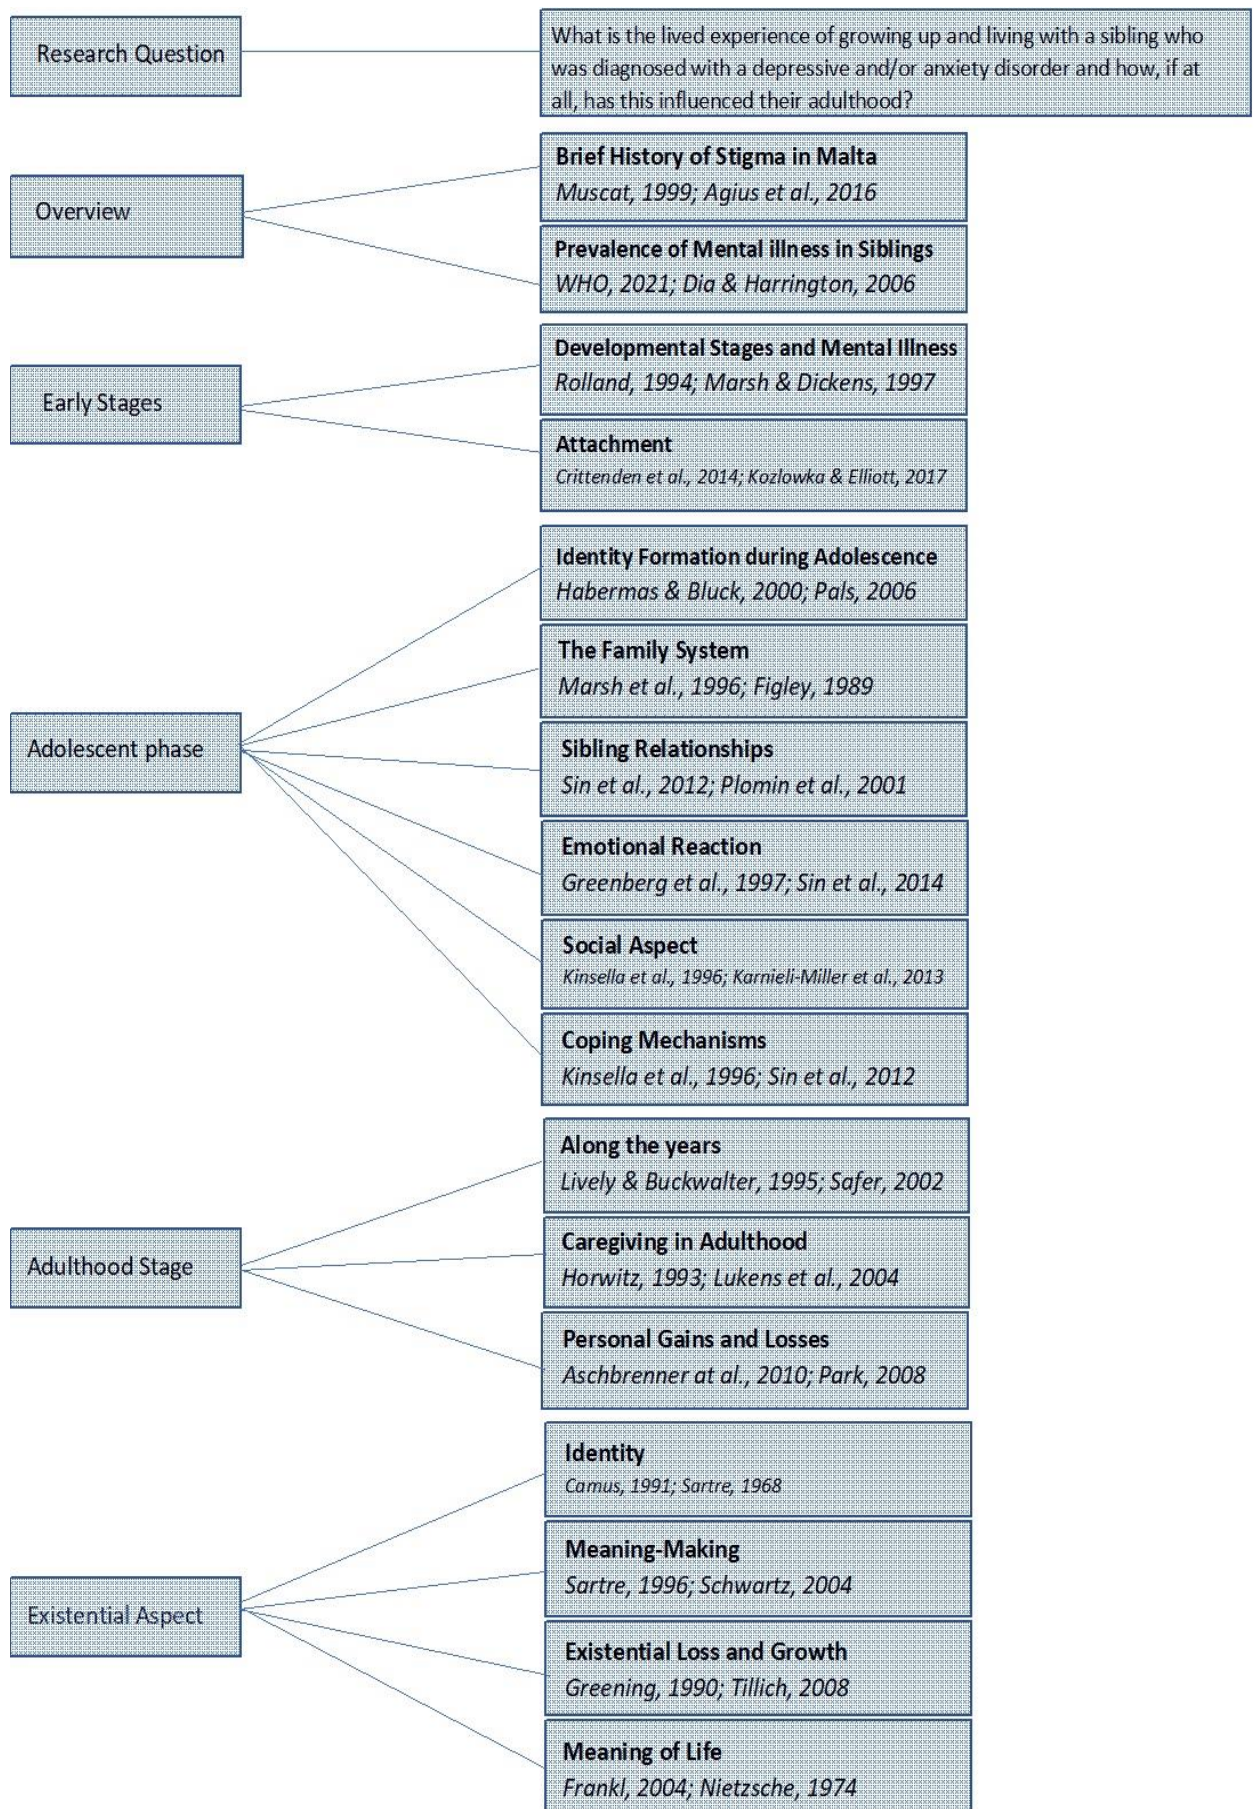 Research Question
What is the lived experience of growing up and living with a sibling who
was diagnosed with a depressive and/or anxiety disorder and how, if at
all, has this influenced their adulthood?
Overview
Brief History of Stigma in Malta
Muscat, 1999; Agius et al., 2016
Prevalence of Mental illness in Siblings
WHO, 2021; Dia & Harrington, 2006
Early Stages
Developmental Stages and Mental Illness
Rolland, 1994; Marsh & Dickens, 1997
Attachment
Crittenden et al., 2014; Kozlowka & Elliott, 2017
Adolescent phase
Identity Formation during Adolescence
Habermas & Bluck, 2000; Pals, 2006
The Family System
Marsh et al., 1996; Figley, 1989
Sibling Relationships
Sin et al., 2012; Plomin et al., 2001
Emotional Reaction
Greenberg et al., 1997; Sin et al., 2014
Social Aspect
Kinsella et al., 1996; Karnieli-Miller et al., 2013
Coping Mechanisms
Kinsella et al., 1996; Sin et al., 2012
Adulthood Stage
Along the years
Lively & Buckwalter, 1995; Safer, 2002
Caregiving in Adulthood
Horwitz, 1993; Lukens et al., 2004
Personal Gains and Losses
Aschbrenner at al., 2010; Park, 2008
Existential Aspect
Identity
Camus, 1991; Sartre, 1968
Meaning-Making
Sartre, 1996; Schwartz, 2004
Existential Loss and Growth
Greening, 1990; Tillich, 2008
Meaning of Life
Frankl, 2004; Nietzsche, 1974